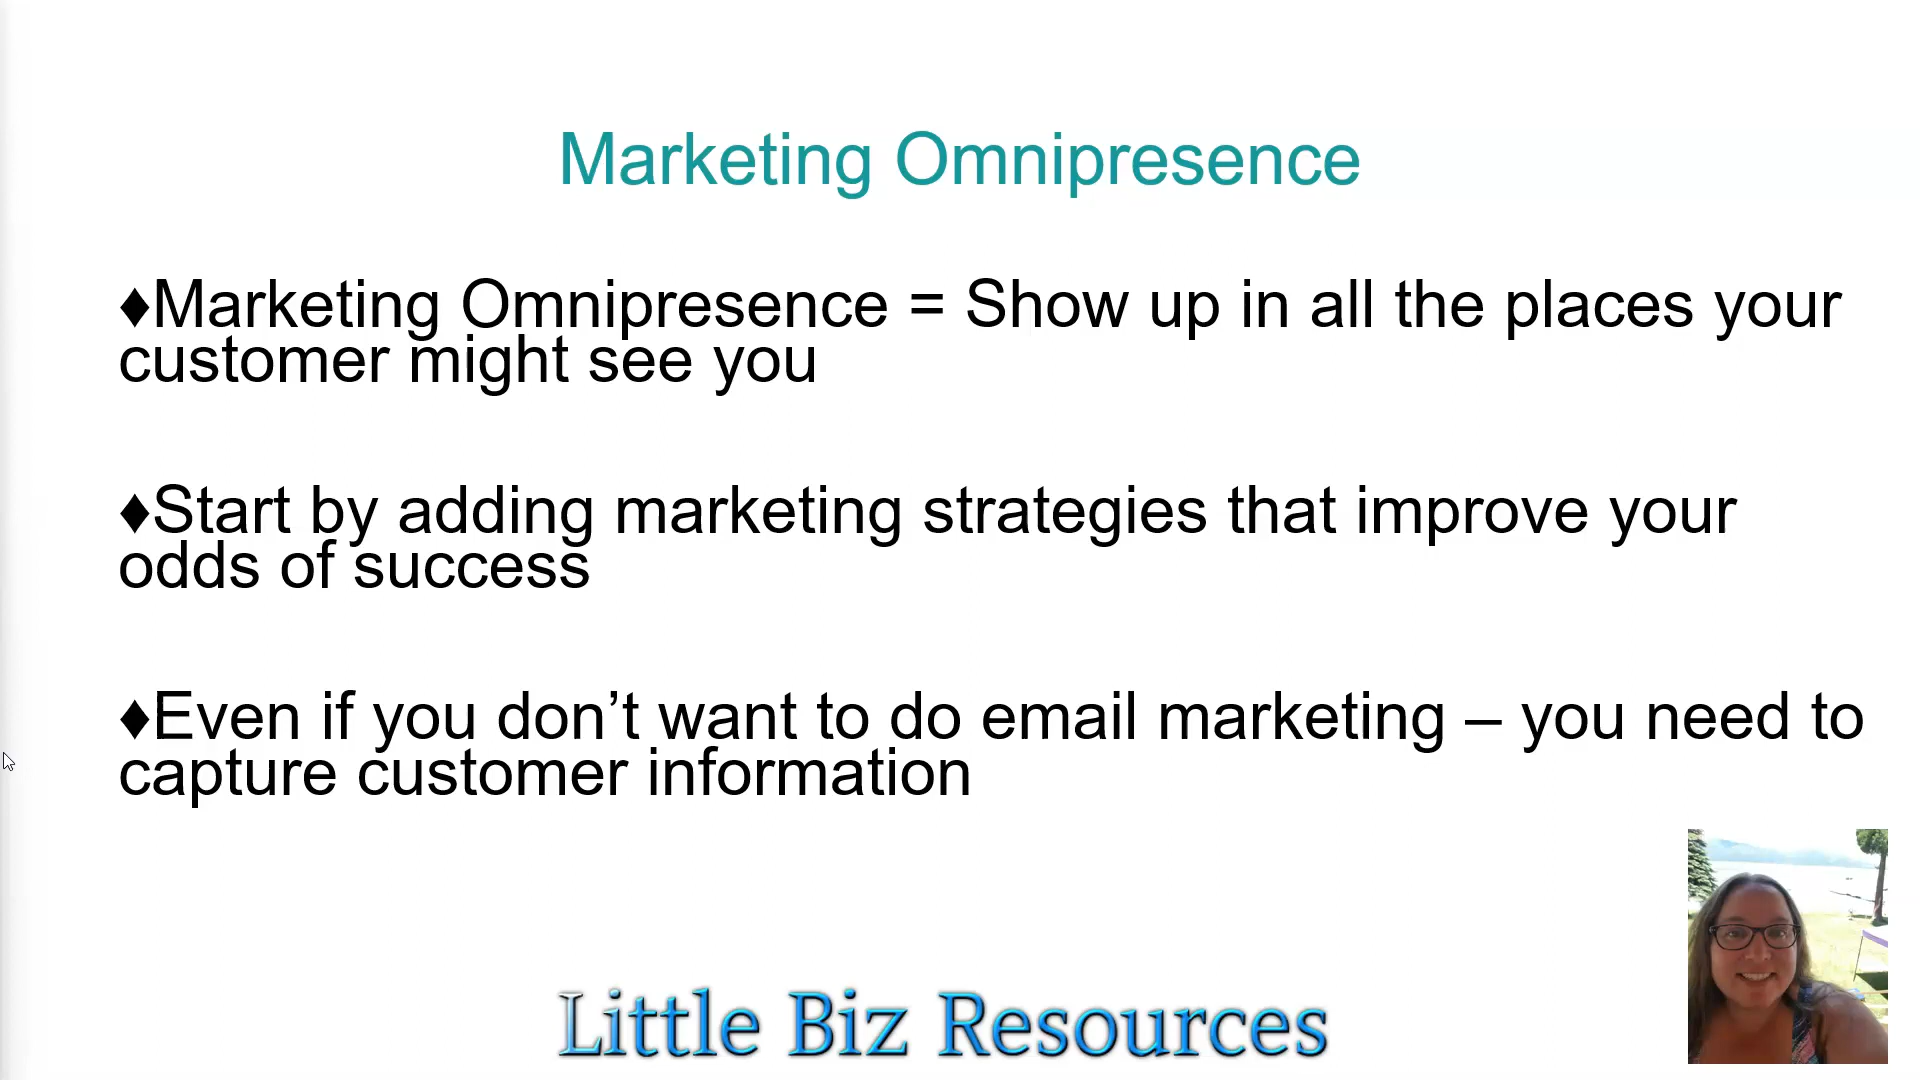 Marketing Omnipresence
♦Marketing Omnipresence = Show up in all the places your
customer might see you
♦Start by adding marketing strategies that improve your
odds of success
♦Even if you don’t want to do email marketing – you need to
capture customer information
Little Biz Resources